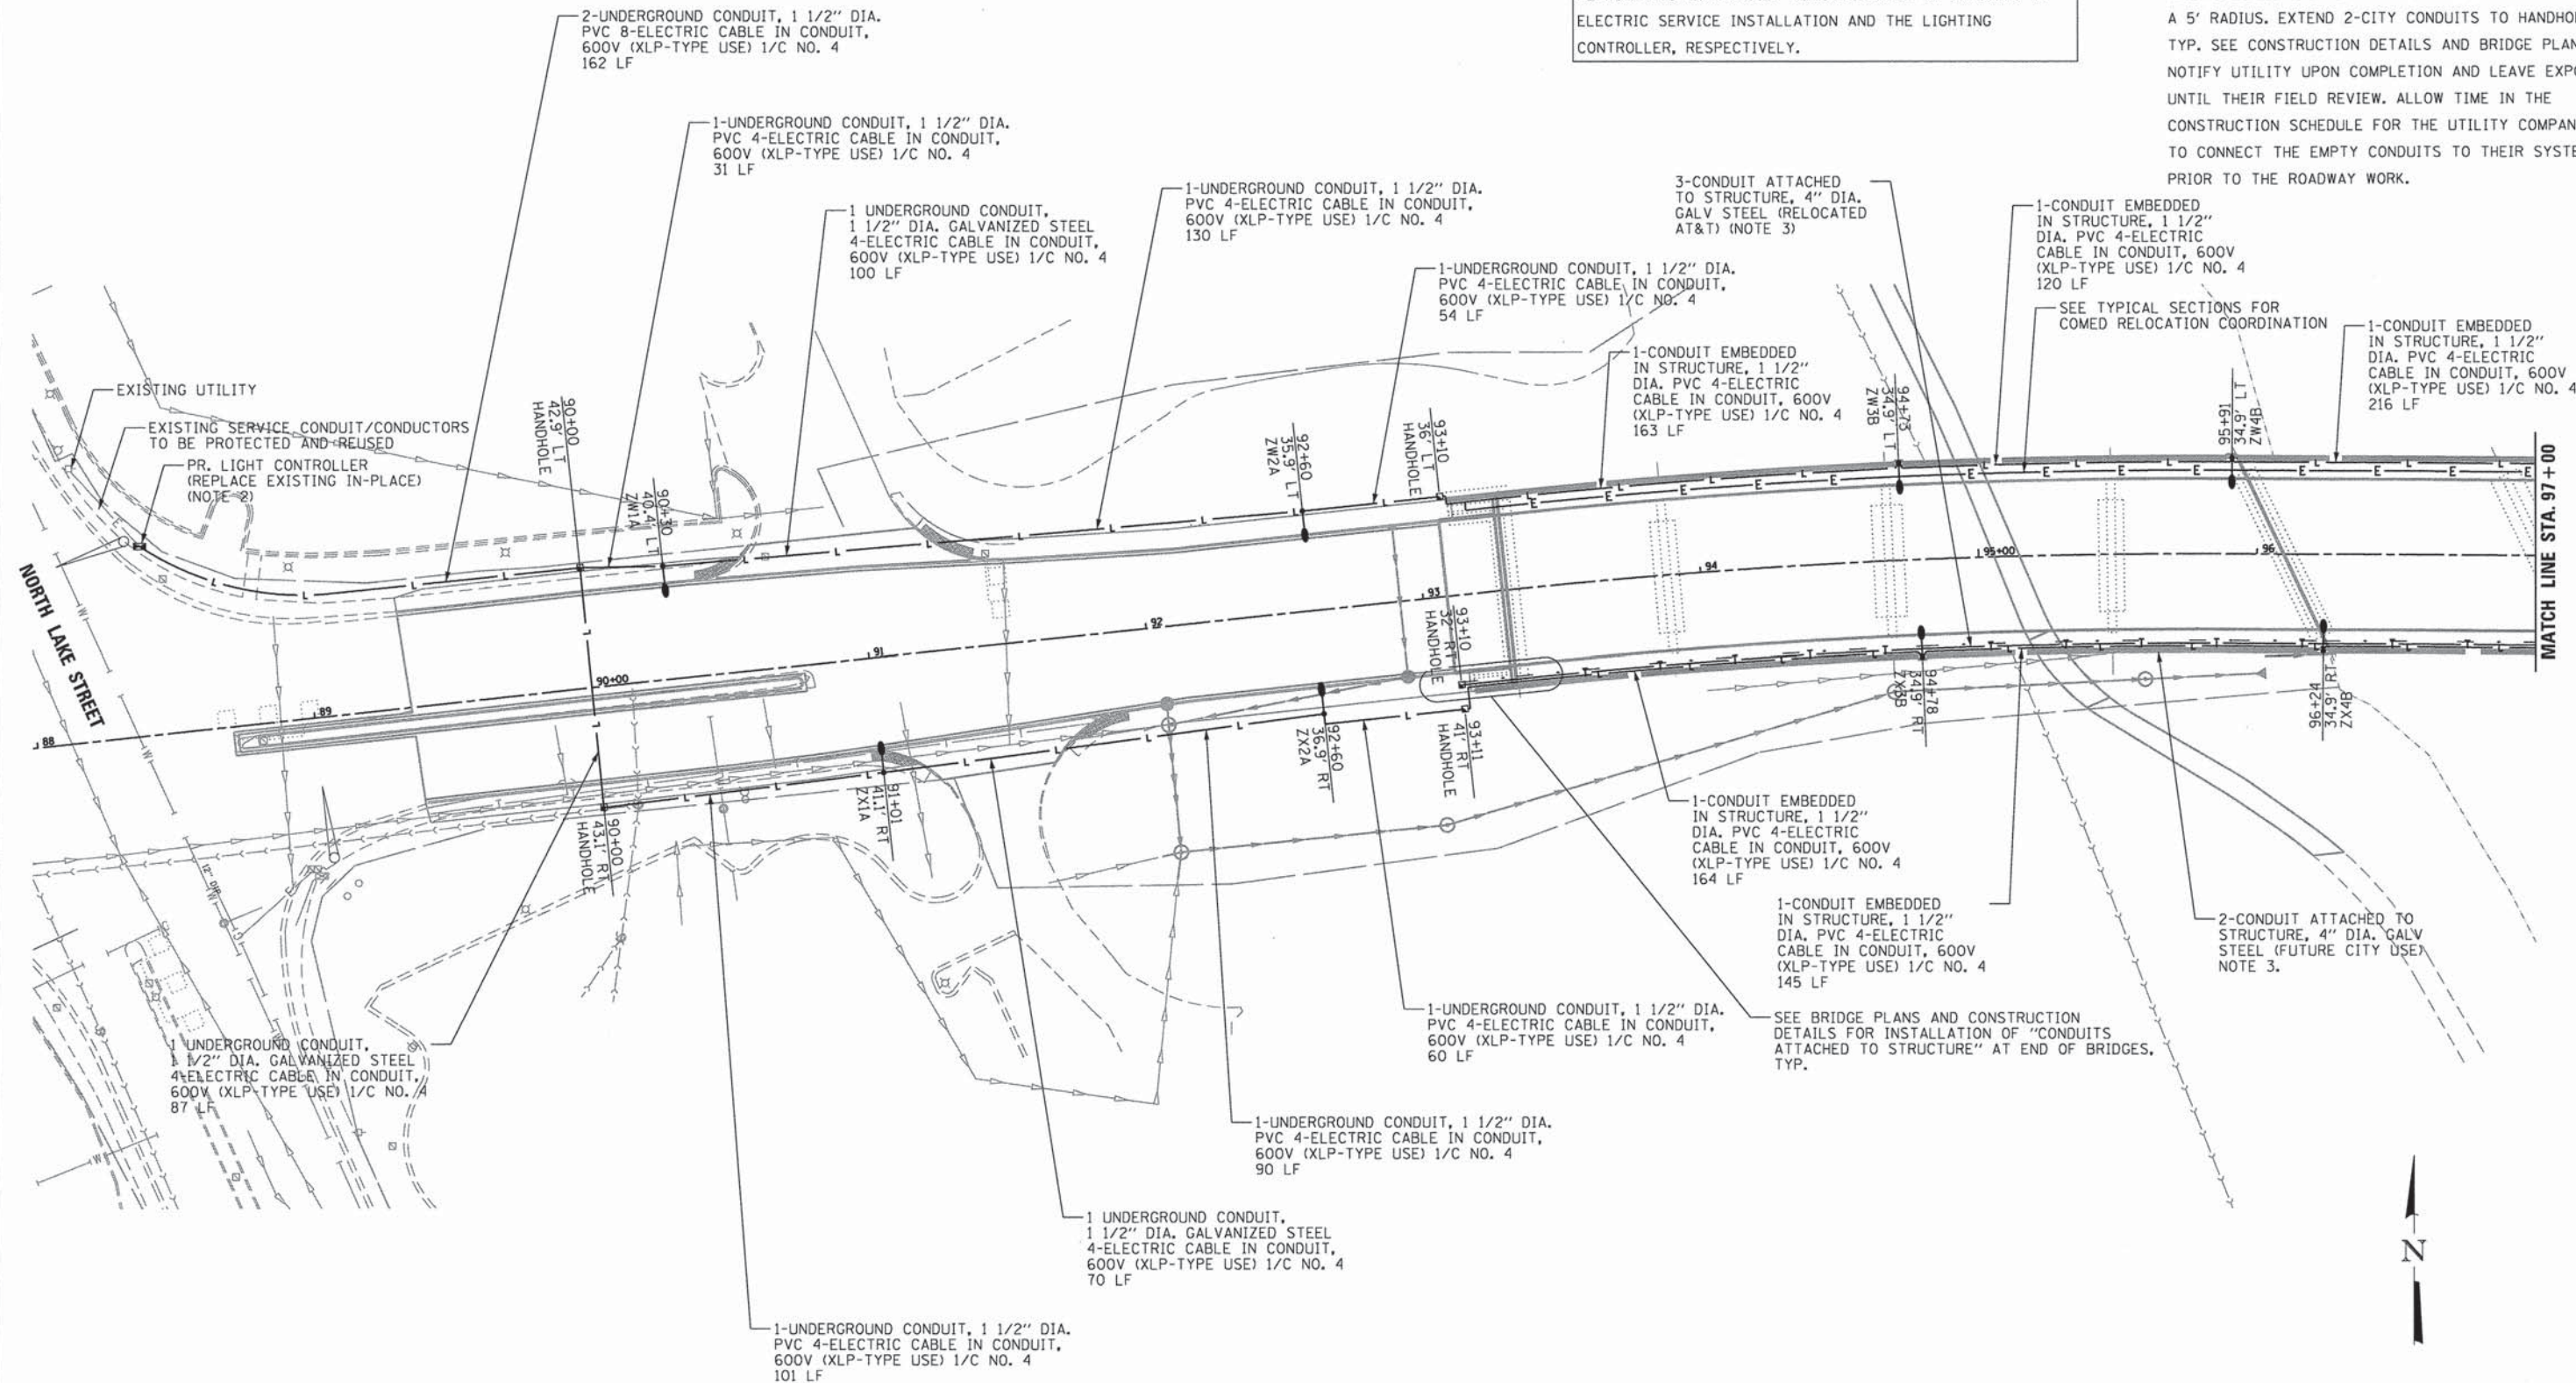 2-UNDERGROUND CONDUIT, 1 1/2" DIA.
PVC 8-ELECTRIC CABLE IN CONDUIT,
600V (XLP-TYPE USE) 1/C NO. 4
162 LF
1-UNDERGROUND CONDUIT, 1 1/2" DIA.
PVC 4-ELECTRIC CABLE IN CONDUIT,
600V (XLP-TYPE USE) 1/C NO. 4
31 LF
1 UNDERGROUND CONDUIT,
1 1/2" DIA. GALVANIZED STEEL
4-ELECTRIC CABLE IN CONDUIT,
600V (XLP-TYPE USE) 1/C NO. 4
100 LF
1-UNDERGROUND CONDUIT, 1 1/2" DIA.
PVC 4-ELECTRIC CABLE IN CONDUIT,
600V (XLP-TYPE USE) 1/C NO. 4
130 LF
1-UNDERGROUND CONDUIT, 1 1/2" DIA.
PVC 4-ELECTRIC CABLE IN CONDUIT,
600V (XLP-TYPE USE) 1/C NO. 4
54 LF
ELECTRIC SERVICE INSTALLATION AND THE LIGHTING
CONTROLLER, RESPECTIVELY.
A 5' RADIUS. EXTEND 2-CITY CONDUITS TO
TYP. SEE CONSTRUCTION DETAILS AND BRIDGE
NOTIFY UTILITY UPON COMPLETION AND LEAVE
UNTIL THEIR FIELD REVIEW. ALLOW TIME IN THE
CONSTRUCTION SCHEDULE FOR THE UTILITY
TO CONNECT THE EMPTY CONDUITS TO THEIR
PRIOR TO THE ROADWAY WORK.
3-CONDUIT ATTACHED
TO STRUCTURE, 4" DIA.
GALV STEEL (RELOCATED
AT&T) (NOTE 3)
1-CONDUIT EMBEDDED
IN STRUCTURE, 1 1/2"
DIA. PVC 4-ELECTRIC
CABLE IN CONDUIT, 600V
(XLP-TYPE USE) 1/C NO. 4
120 LF
SEE TYPICAL SECTIONS FOR
COMED RELOCATION COORDINATION
1-CONDUIT EMBEDDED
IN STRUCTURE, 1 1/2"
DIA. PVC 4-ELECTRIC
CABLE IN CONDUIT, 600V
(XLP-TYPE USE) 1/C NO. 4
216 LF
1-CONDUIT EMBEDDED
IN STRUCTURE, 1 1/2"
DIA. PVC 4-ELECTRIC
CABLE IN CONDUIT, 600V
(XLP-TYPE USE) 1/C NO. 4
163 LF
EXISTING UTILITY
EXISTING SERVICE CONDUIT/CONDUCTORS
TO BE PROTECTED AND REUSED
PR. LIGHT CONTROLLER
(REPLACE EXISTING IN-PLACE)
(NOTE 2)
90+00
42.9' LT
HANDHOLE
90+30
40.4' LT
ZW1A
92+60
35.9' LT
ZW2A
93+10
36' LT
HANDHOLE
94+73
34.9' LT
ZW3B
95+91
34.9' LT
ZW4B
MATCH LINE STA. 97+00
NORTH LAKE STREET
88
89
90+00
91
92
93
94
95+00
96
93+10
32' RT
HANDHOLE
93+11
41' RT
HANDHOLE
92+60
36.9' RT
ZX2A
91+01
41.1' RT
ZX1A
90+00
43.1' RT
HANDHOLE
94+78
34.9' RT
ZX3B
96+24
34.9' RT
ZX4B
1-CONDUIT EMBEDDED
IN STRUCTURE, 1 1/2"
DIA. PVC 4-ELECTRIC
CABLE IN CONDUIT, 600V
(XLP-TYPE USE) 1/C NO. 4
164 LF
1-CONDUIT EMBEDDED
IN STRUCTURE, 1 1/2"
DIA. PVC 4-ELECTRIC
CABLE IN CONDUIT, 600V
(XLP-TYPE USE) 1/C NO. 4
145 LF
2-CONDUIT ATTACHED TO
STRUCTURE, 4" DIA. GALV
STEEL (FUTURE CITY USE)
NOTE 3.
SEE BRIDGE PLANS AND CONSTRUCTION
DETAILS FOR INSTALLATION OF "CONDUITS
ATTACHED TO STRUCTURE" AT END OF BRIDGES,
TYP.
1-UNDERGROUND CONDUIT, 1 1/2" DIA.
PVC 4-ELECTRIC CABLE IN CONDUIT,
600V (XLP-TYPE USE) 1/C NO. 4
60 LF
1 UNDERGROUND CONDUIT,
1 1/2" DIA. GALVANIZED STEEL
4-ELECTRIC CABLE IN CONDUIT,
600V (XLP-TYPE USE) 1/C NO. 4
87 LF
1-UNDERGROUND CONDUIT, 1 1/2" DIA.
PVC 4-ELECTRIC CABLE IN CONDUIT,
600V (XLP-TYPE USE) 1/C NO. 4
90 LF
1 UNDERGROUND CONDUIT,
1 1/2" DIA. GALVANIZED STEEL
4-ELECTRIC CABLE IN CONDUIT,
600V (XLP-TYPE USE) 1/C NO. 4
70 LF
1-UNDERGROUND CONDUIT, 1 1/2" DIA.
PVC 4-ELECTRIC CABLE IN CONDUIT,
600V (XLP-TYPE USE) 1/C NO. 4
101 LF
N